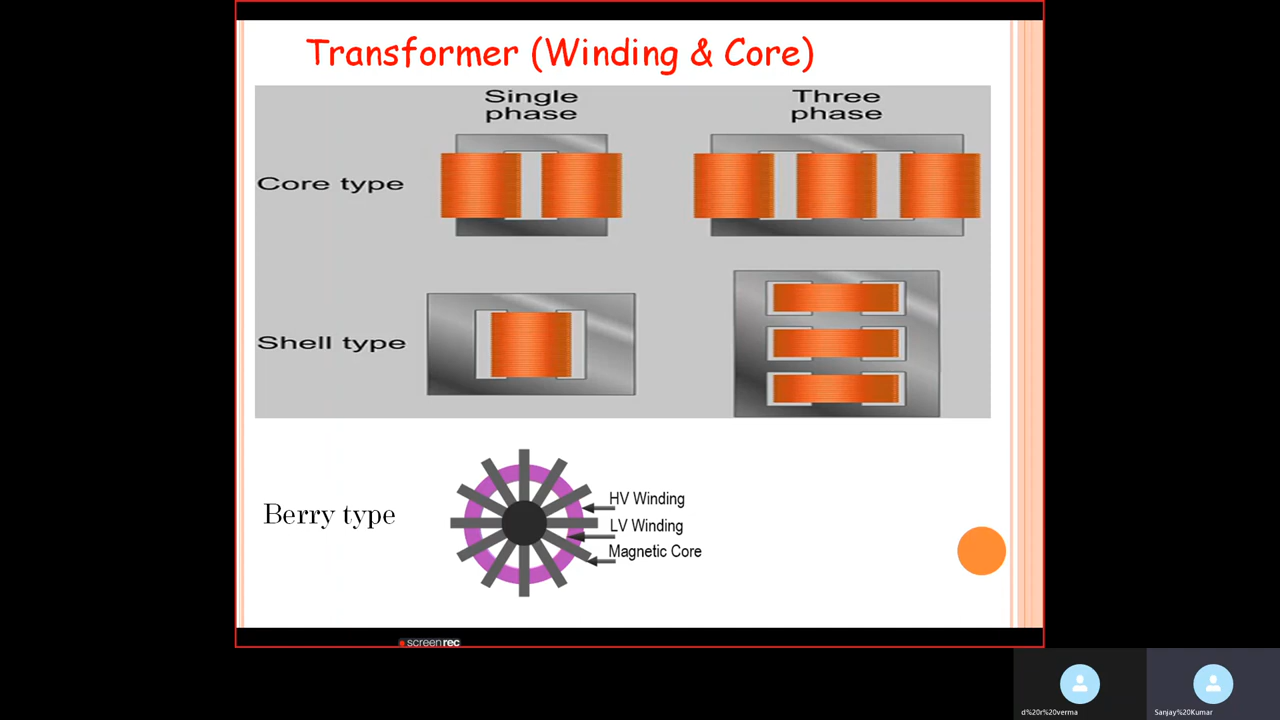 Transformer (Winding & Core)
Single
phase
Three
phase
Core type
Shell type
Berry type
HV Winding
LV Winding
Magnetic Core
screenrec
d%20r%20verma
Sanjay%20Kumar